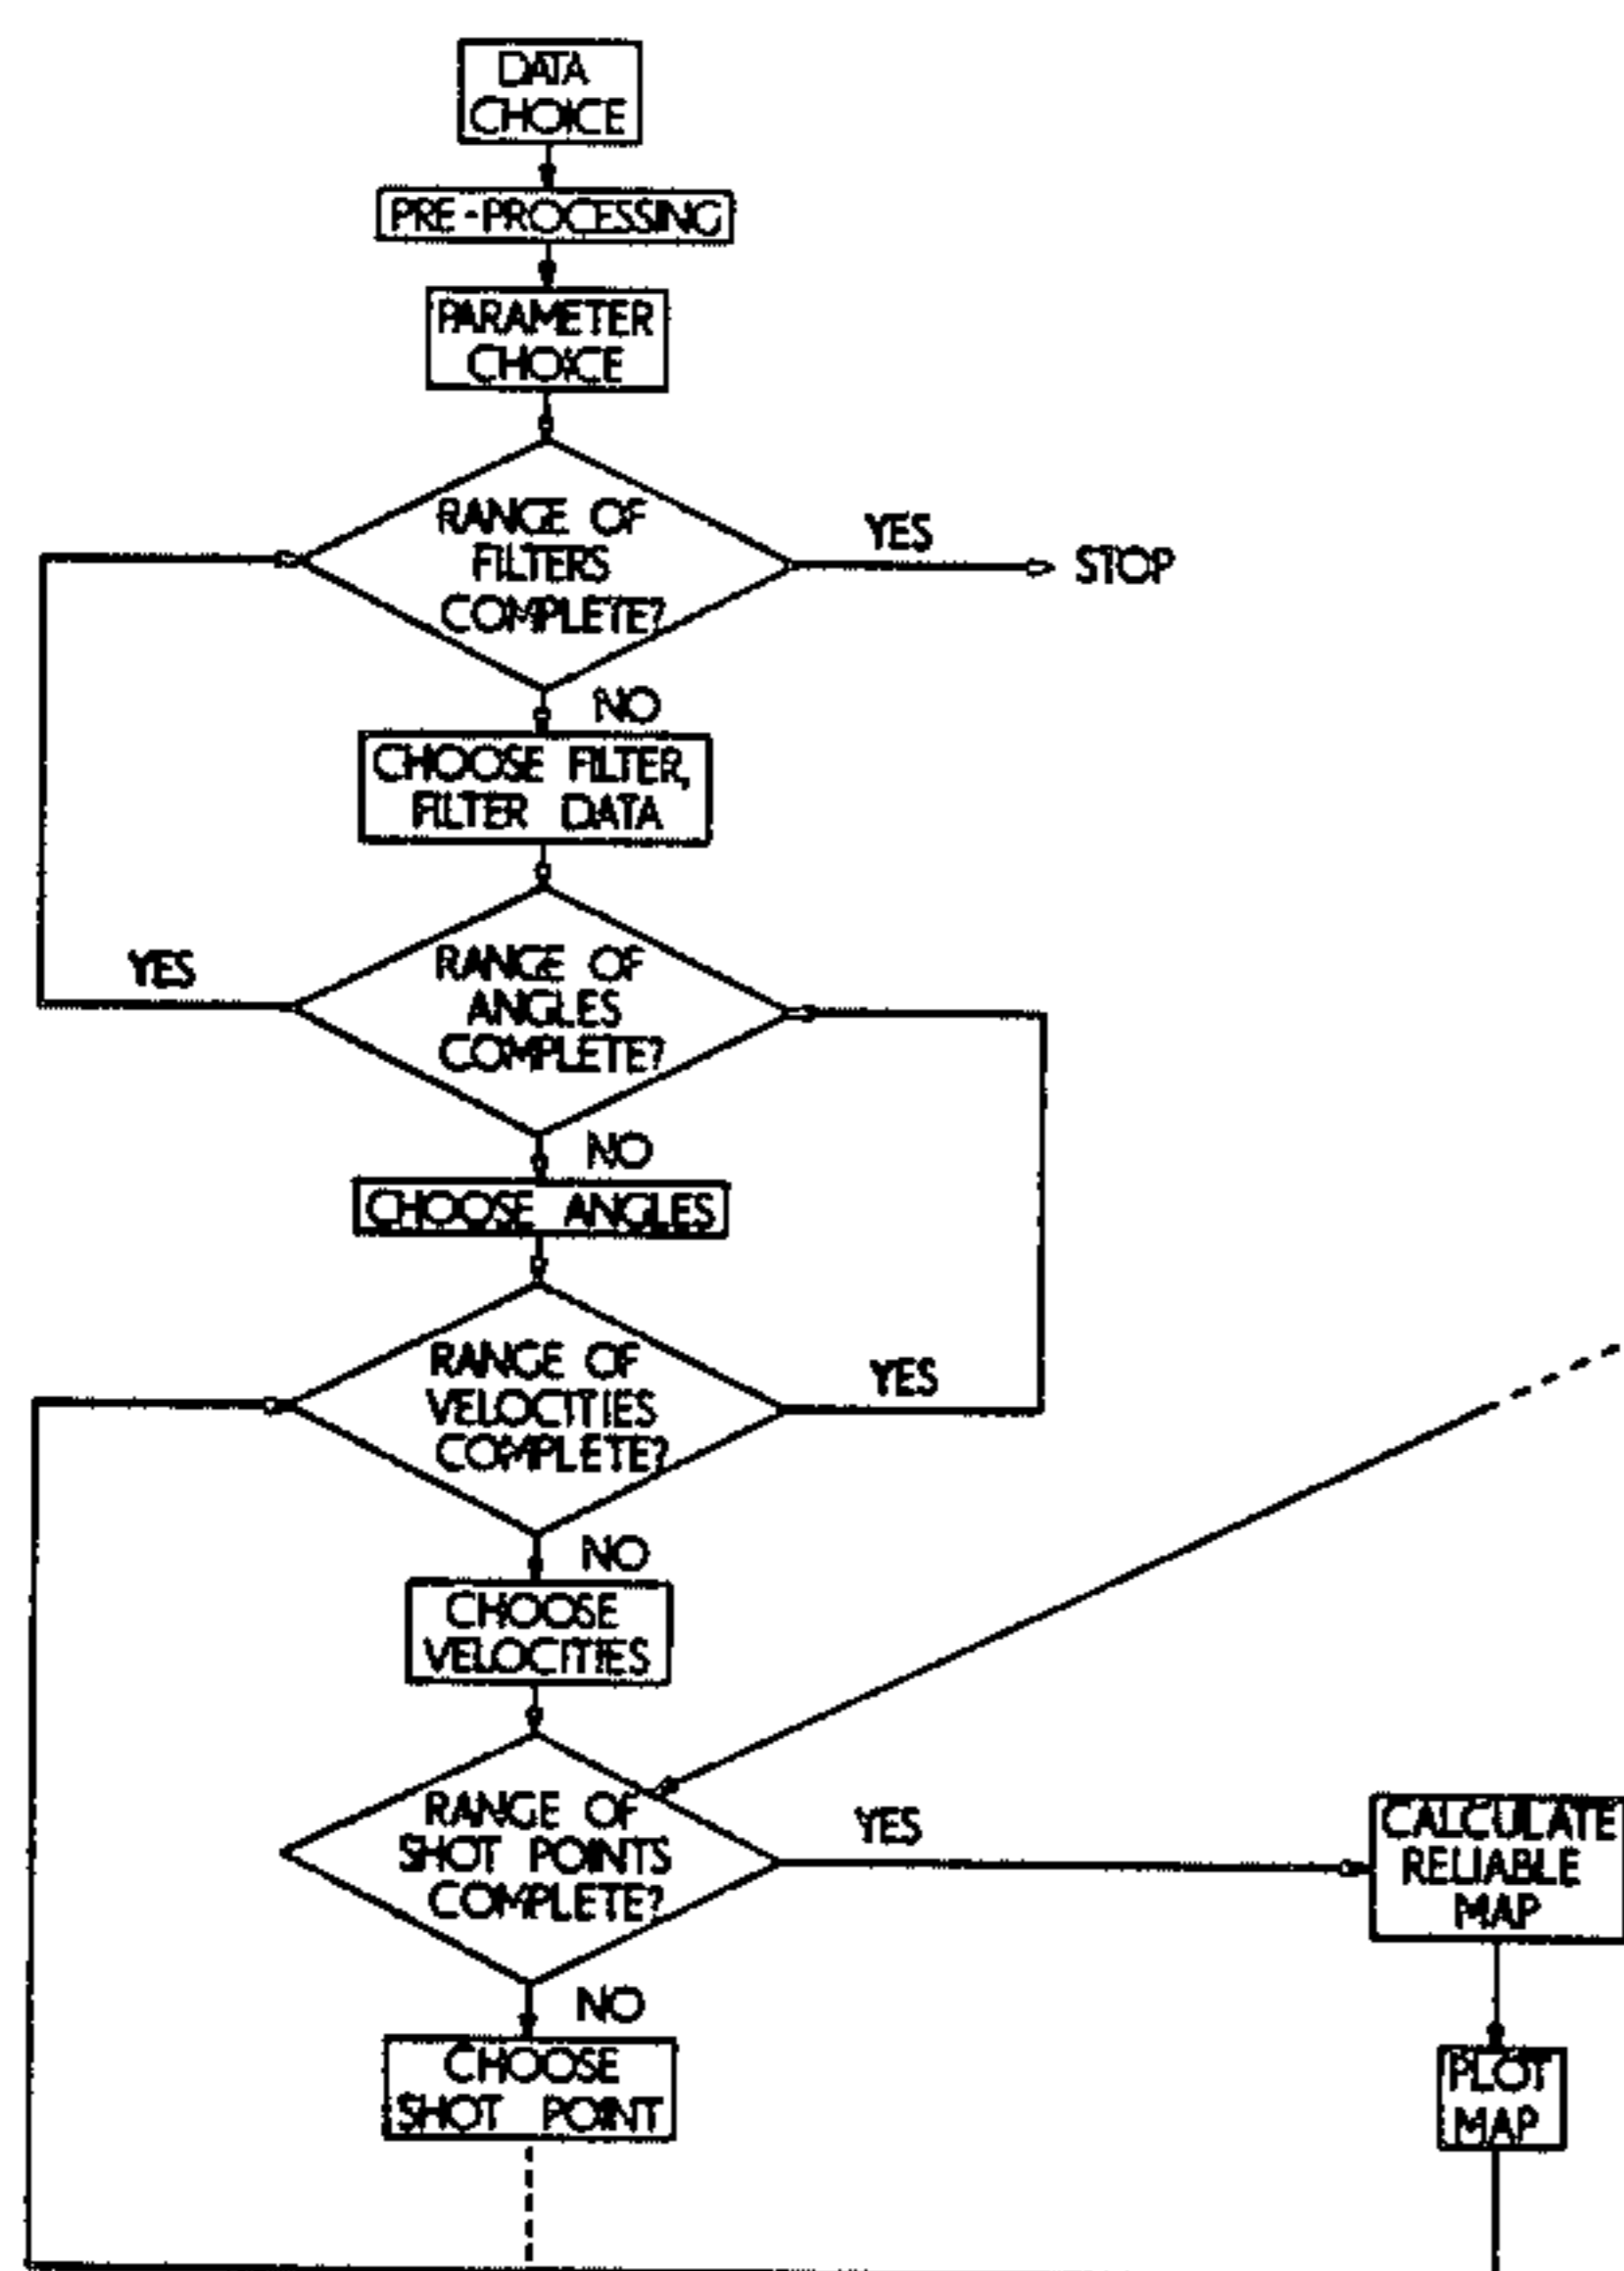 DATA
CHOICE
PRE-PROCESSING
PARAMETER
CHOICE
RANGE OF
FILTERS
COMPLETE?
YES
STOP
NO
CHOOSE FILTER,
FILTER DATA
YES
RANGE OF
ANGLES
COMPLETE?
NO
CHOOSE ANGLES
RANGE OF
VELOCITIES
COMPLETE?
YES
NO
CHOOSE
VELOCITIES
RANGE OF
SHOT POINTS
COMPLETE?
YES
CALCULATE
RELIABLE
MAP
NO
CHOOSE
SHOT POINT
PLOT
MAP